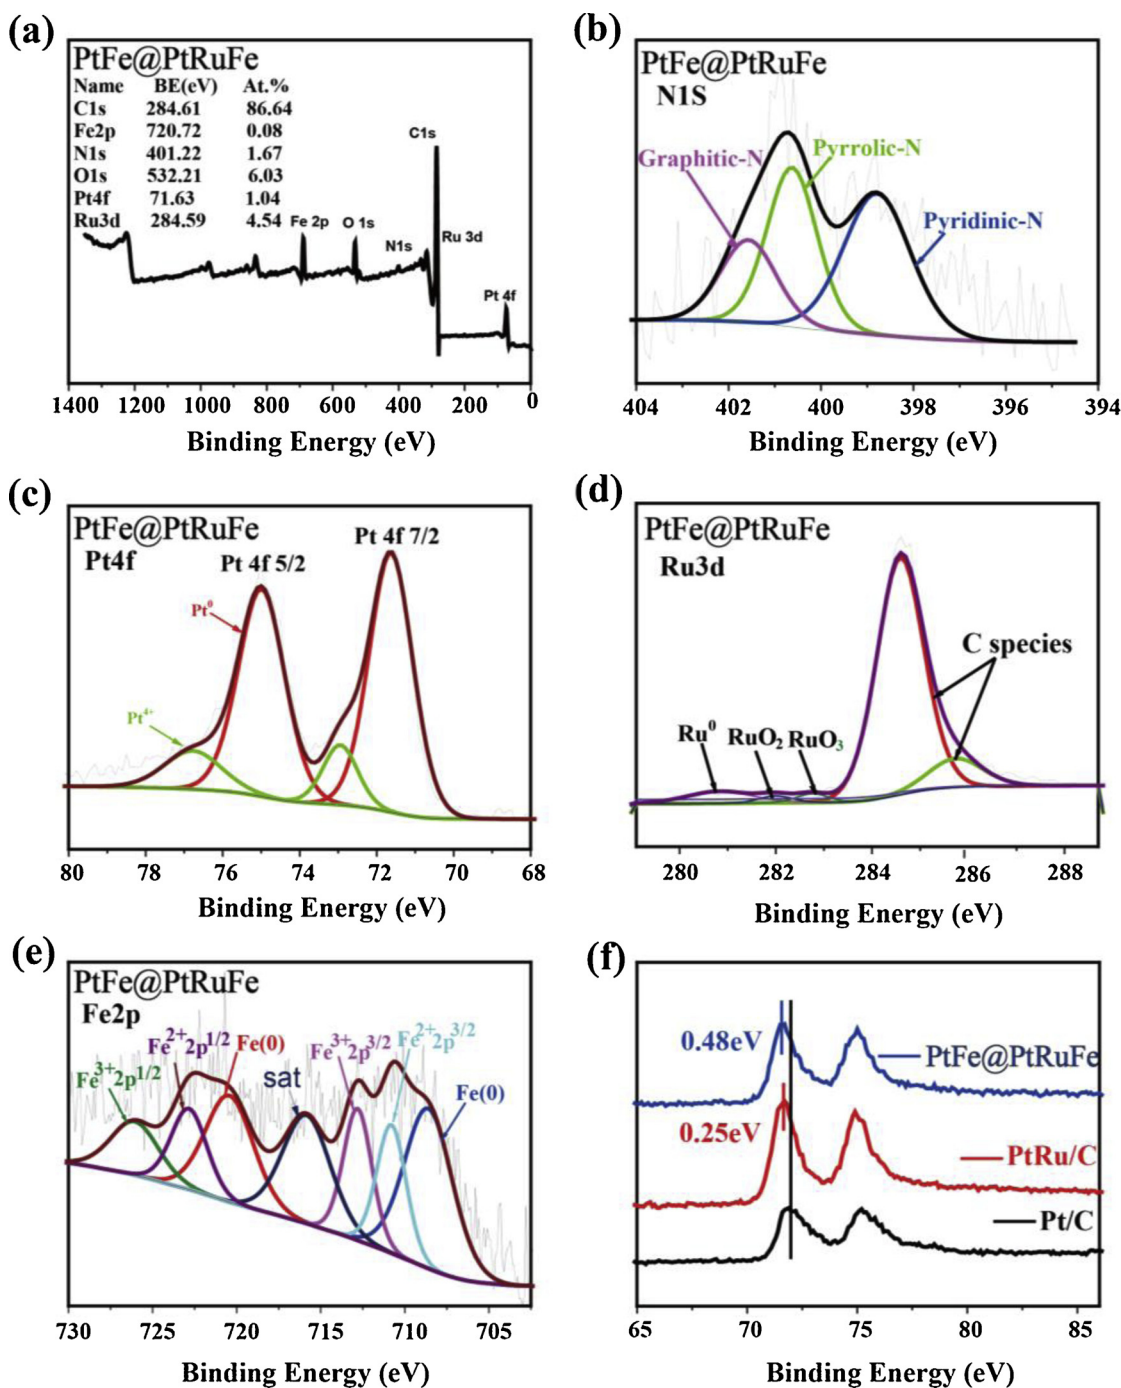 (a)
PtFe@PtRuFe
Name BE(eV) At.%
C1s 284.61 86.64
Fe2p 720.72 0.08
N1s 401.22 1.67
O1s 532.21 6.03
Pt4f 71.63 1.04
Ru3d 284.59 4.54
C1s
Fe 2p
O 1s
N1s
Ru 3d
Pt 4f
1400 1200 1000 800 600 400 200 0
Binding Energy (eV)
(b)
PtFe@PtRuFe
N1S
Graphitic-N
Pyrrolic-N
Pyridinic-N
404 402 400 398 396 394
Binding Energy (eV)
(c)
PtFe@PtRuFe
Pt4f
Pt 4f 5/2
Pt 4f 7/2
Pt⁰
Pt⁴⁺
80 78 76 74 72 70 68
Binding Energy (eV)
(d)
PtFe@PtRuFe
Ru3d
C species
Ru⁰
RuO₂
RuO₃
280 282 284 286 288
Binding Energy (eV)
(e)
PtFe@PtRuFe
Fe2p
Fe³⁺2p1/2
Fe²⁺2p1/2
Fe(0)
sat
Fe³⁺2p3/2
Fe²⁺2p3/2
Fe(0)
730 725 720 715 710 705
Binding Energy (eV)
(f)
0.48eV
PtFe@PtRuFe
0.25eV
PtRu/C
Pt/C
65 70 75 80 85
Binding Energy (eV)